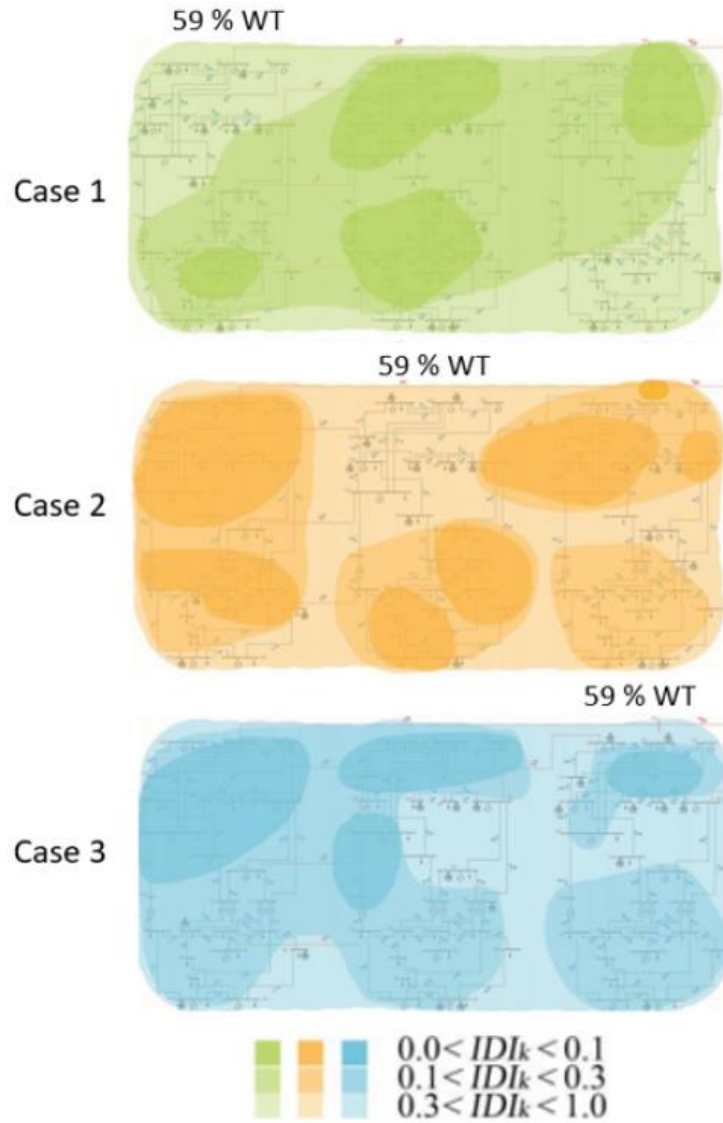 59 % WT
Case 1
59 % WT
Case 2
59 % WT
Case 3
0.0< IDIₖ < 0.1
0.1< IDIₖ < 0.3
0.3< IDIₖ < 1.0